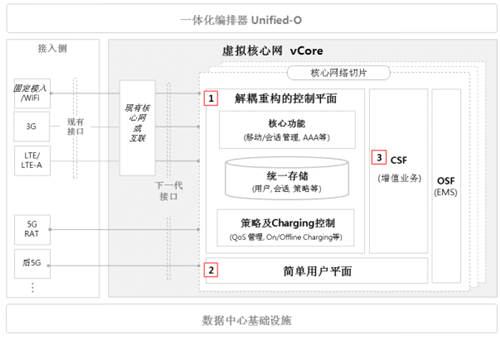 一体化编排器 Unified-O
接入侧
虚拟核心网 vCore
核心网络切片
固定接入
/WiFi
3G
现有
接口
LTE/
LTE-A
现有核
心网
或
互联
下一代
接口
5G
RAT
后5G
1
解耦重构的控制平面
核心功能
(移动/会话管理, AAA等)
统一存储
(用户, 会话, 策略等)
策略及Charging控制
(QoS 管理, On/Offline Charging等)
3
CSF
(增值业务)
OSF
(EMS)
2
简单用户平面
数据中心基础设施